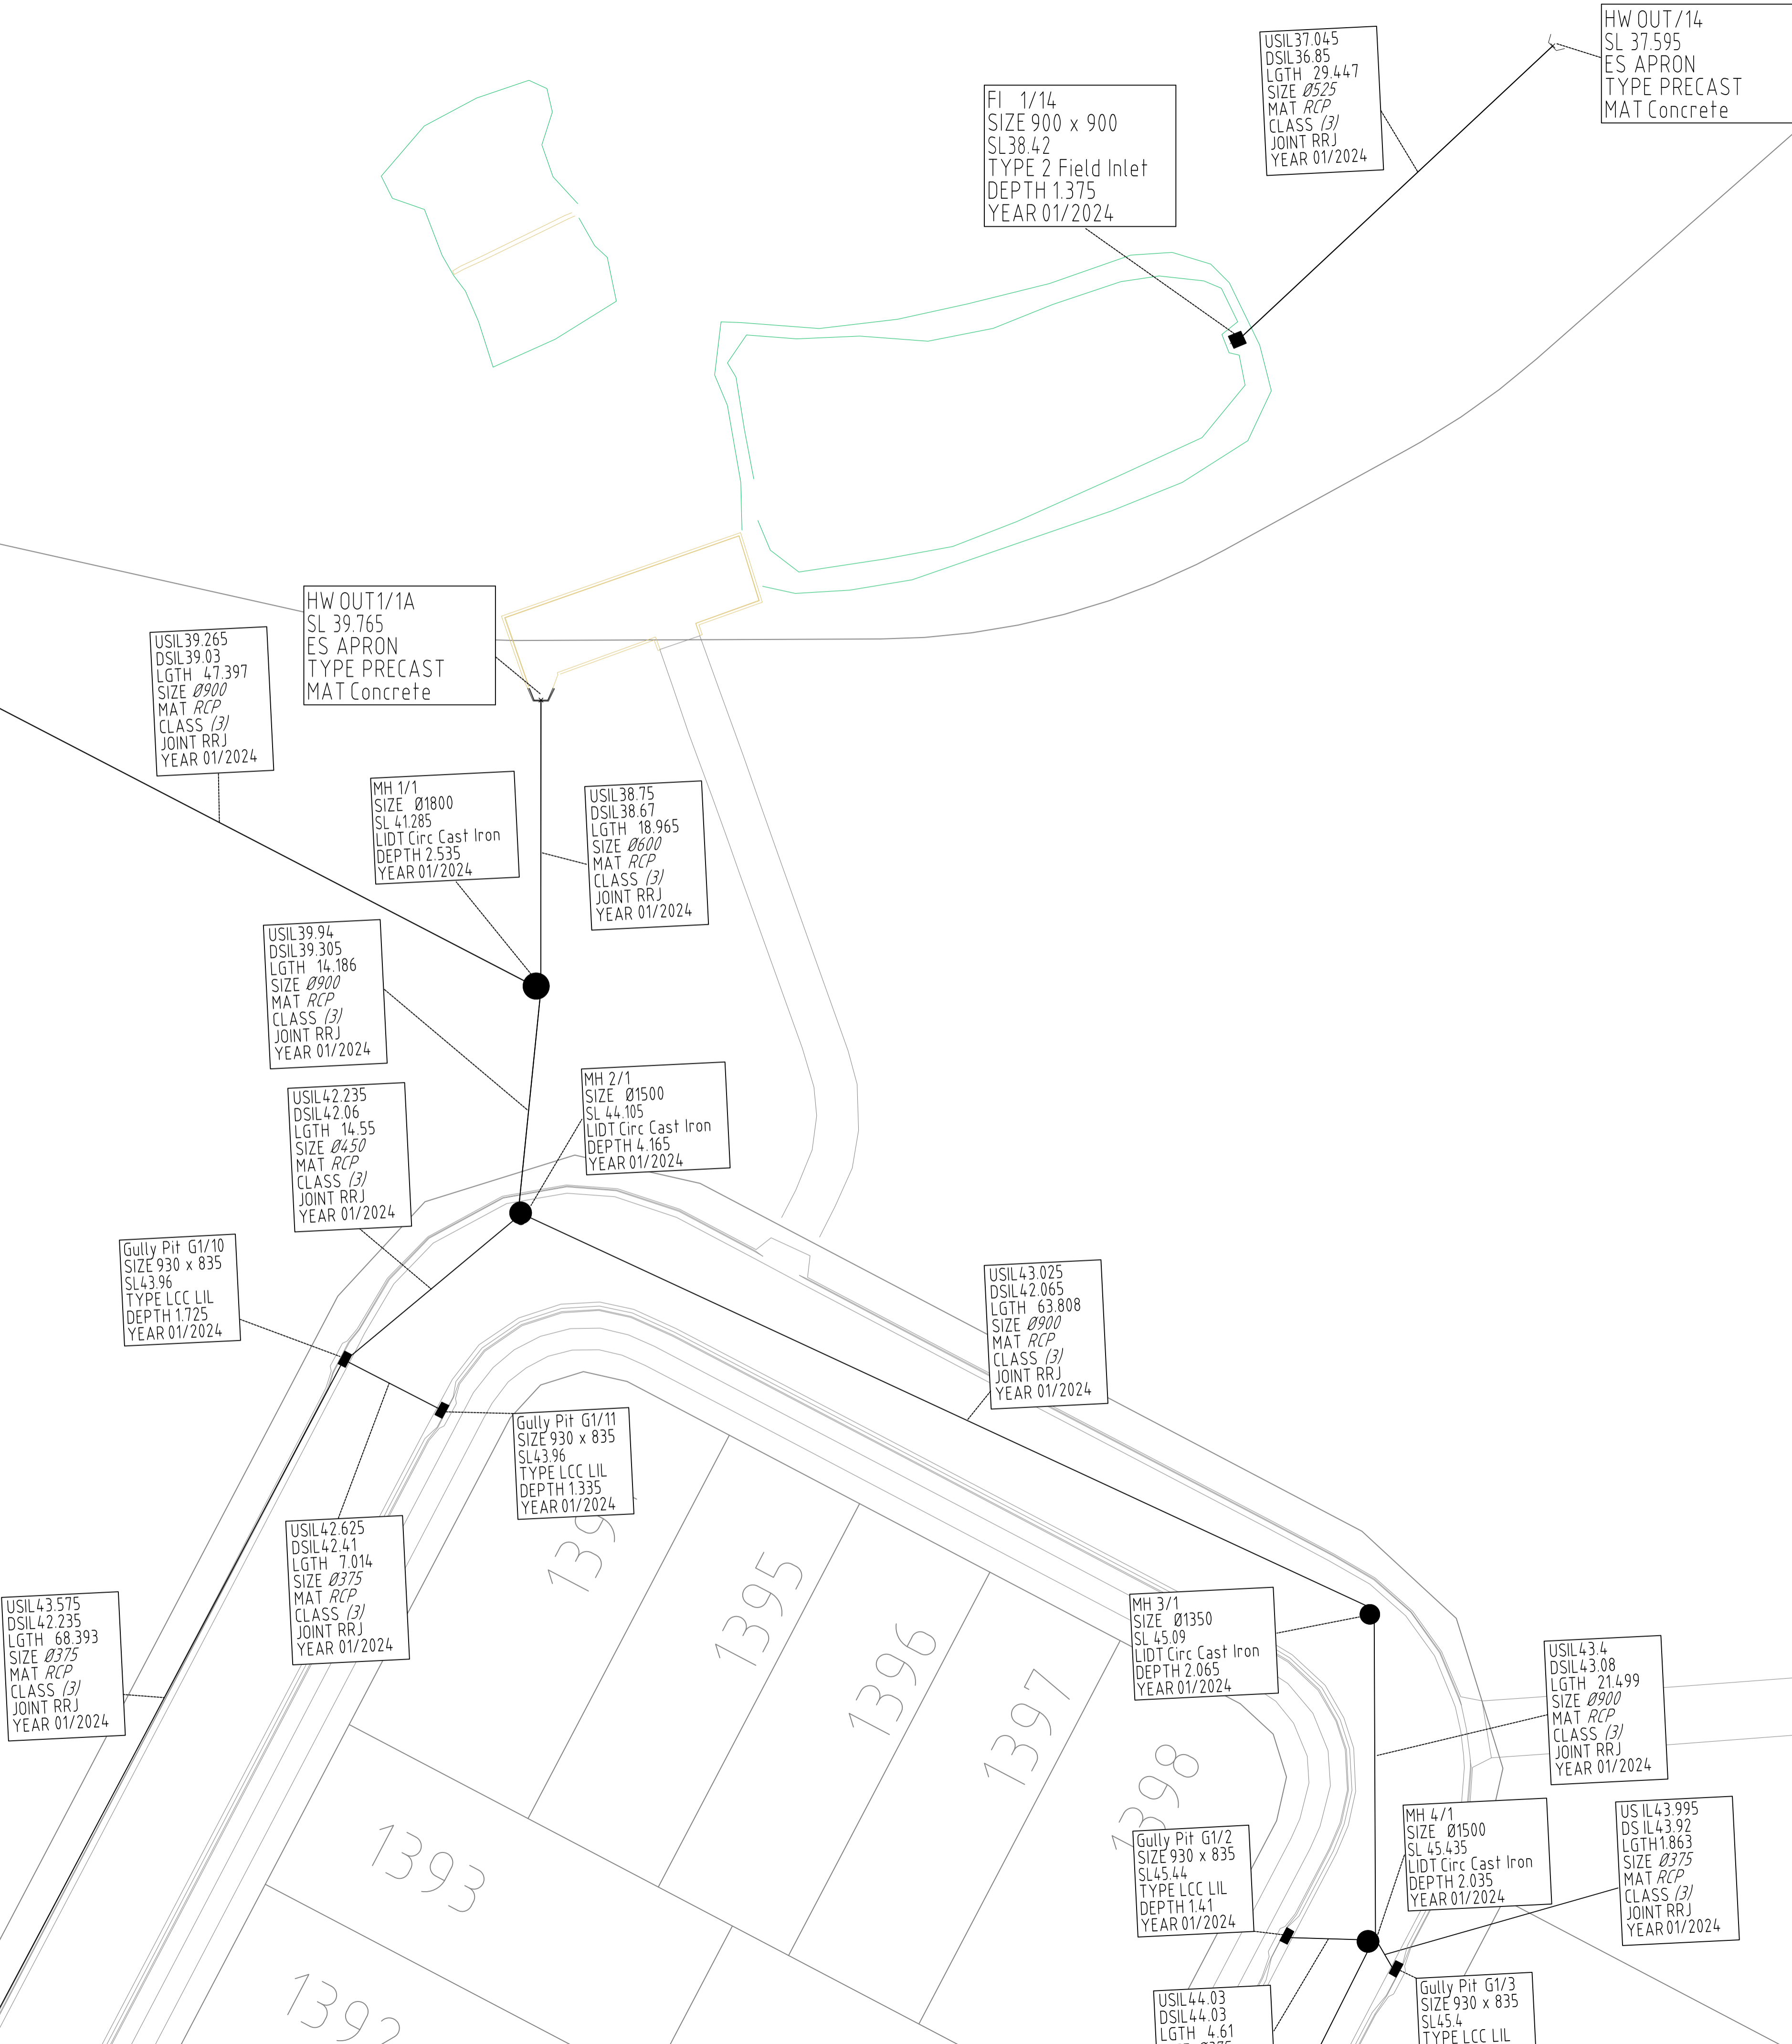 HW OUT/14
SL 37.595
ES APRON
TYPE PRECAST
MAT Concrete
USIL37.045
DSIL36.85
LGTH 29.447
SIZE Ø525
MAT RCP
CLASS (3)
JOINT RRJ
YEAR 01/2024
FI 1/14
SIZE 900 x 900
SL38.42
TYPE 2 Field Inlet
DEPTH 1.375
YEAR 01/2024
HW OUT1/1A
SL 39.765
ES APRON
TYPE PRECAST
MAT Concrete
USIL39.265
DSIL39.03
LGTH 47.397
SIZE Ø900
MAT RCP
CLASS (3)
JOINT RRJ
YEAR 01/2024
MH 1/1
SIZE Ø1800
SL 41.285
LIDT Circ Cast Iron
DEPTH 2.535
YEAR 01/2024
USIL38.75
DSIL38.67
LGTH 18.965
SIZE Ø600
MAT RCP
CLASS (3)
JOINT RRJ
YEAR 01/2024
USIL39.94
DSIL39.305
LGTH 14.186
SIZE Ø900
MAT RCP
CLASS (3)
JOINT RRJ
YEAR 01/2024
MH 2/1
SIZE Ø1500
SL 44.105
LIDT Circ Cast Iron
DEPTH 4.165
YEAR 01/2024
USIL42.235
DSIL42.06
LGTH 14.55
SIZE Ø450
MAT RCP
CLASS (3)
JOINT RRJ
YEAR 01/2024
Gully Pit G1/10
SIZE 930 x 835
SL43.96
TYPE LCC LIL
DEPTH 1.725
YEAR 01/2024
USIL43.025
DSIL42.065
LGTH 63.808
SIZE Ø900
MAT RCP
CLASS (3)
JOINT RRJ
YEAR 01/2024
Gully Pit G1/11
SIZE 930 x 835
SL43.96
TYPE LCC LIL
DEPTH 1.335
YEAR 01/2024
USIL42.625
DSIL42.41
LGTH 7.014
SIZE Ø375
MAT RCP
CLASS (3)
JOINT RRJ
YEAR 01/2024
USIL43.575
DSIL42.235
LGTH 68.393
SIZE Ø375
MAT RCP
CLASS (3)
JOINT RRJ
YEAR 01/2024
1395
1396
1397
1398
1393
1392
MH 3/1
SIZE Ø1350
SL 45.09
LIDT Circ Cast Iron
DEPTH 2.065
YEAR 01/2024
USIL43.4
DSIL43.08
LGTH 21.499
SIZE Ø900
MAT RCP
CLASS (3)
JOINT RRJ
YEAR 01/2024
MH 4/1
SIZE Ø1500
SL 45.435
LIDT Circ Cast Iron
DEPTH 2.035
YEAR 01/2024
US IL43.995
DS IL43.92
LGTH1.863
SIZE Ø375
MAT RCP
CLASS (3)
JOINT RRJ
YEAR 01/2024
Gully Pit G1/2
SIZE 930 x 835
SL45.44
TYPE LCC LIL
DEPTH 1.41
YEAR 01/2024
USIL44.03
DSIL44.03
LGTH 4.61
Gully Pit G1/3
SIZE 930 x 835
SL45.4
TYPE LCC LIL